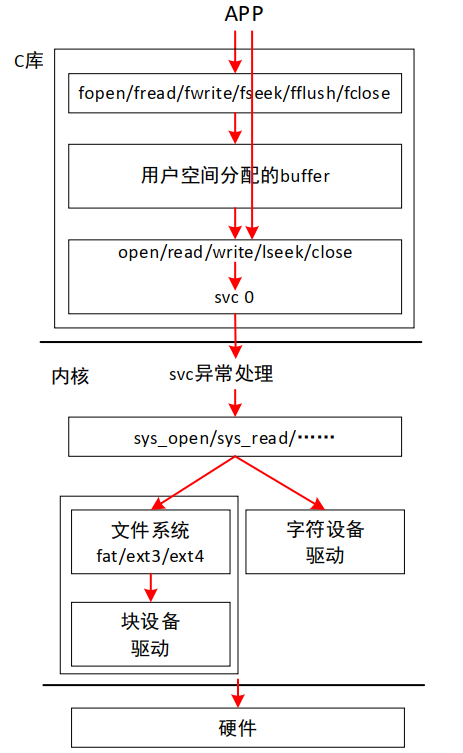 APP
C库
fopen/fread/fwrite/fseek/fflush/fclose
用户空间分配的buffer
open/read/write/lseek/close
svc 0
内核
svc异常处理
sys_open/sys_read/……
文件系统
fat/ext3/ext4
字符设备
驱动
块设备
驱动
硬件